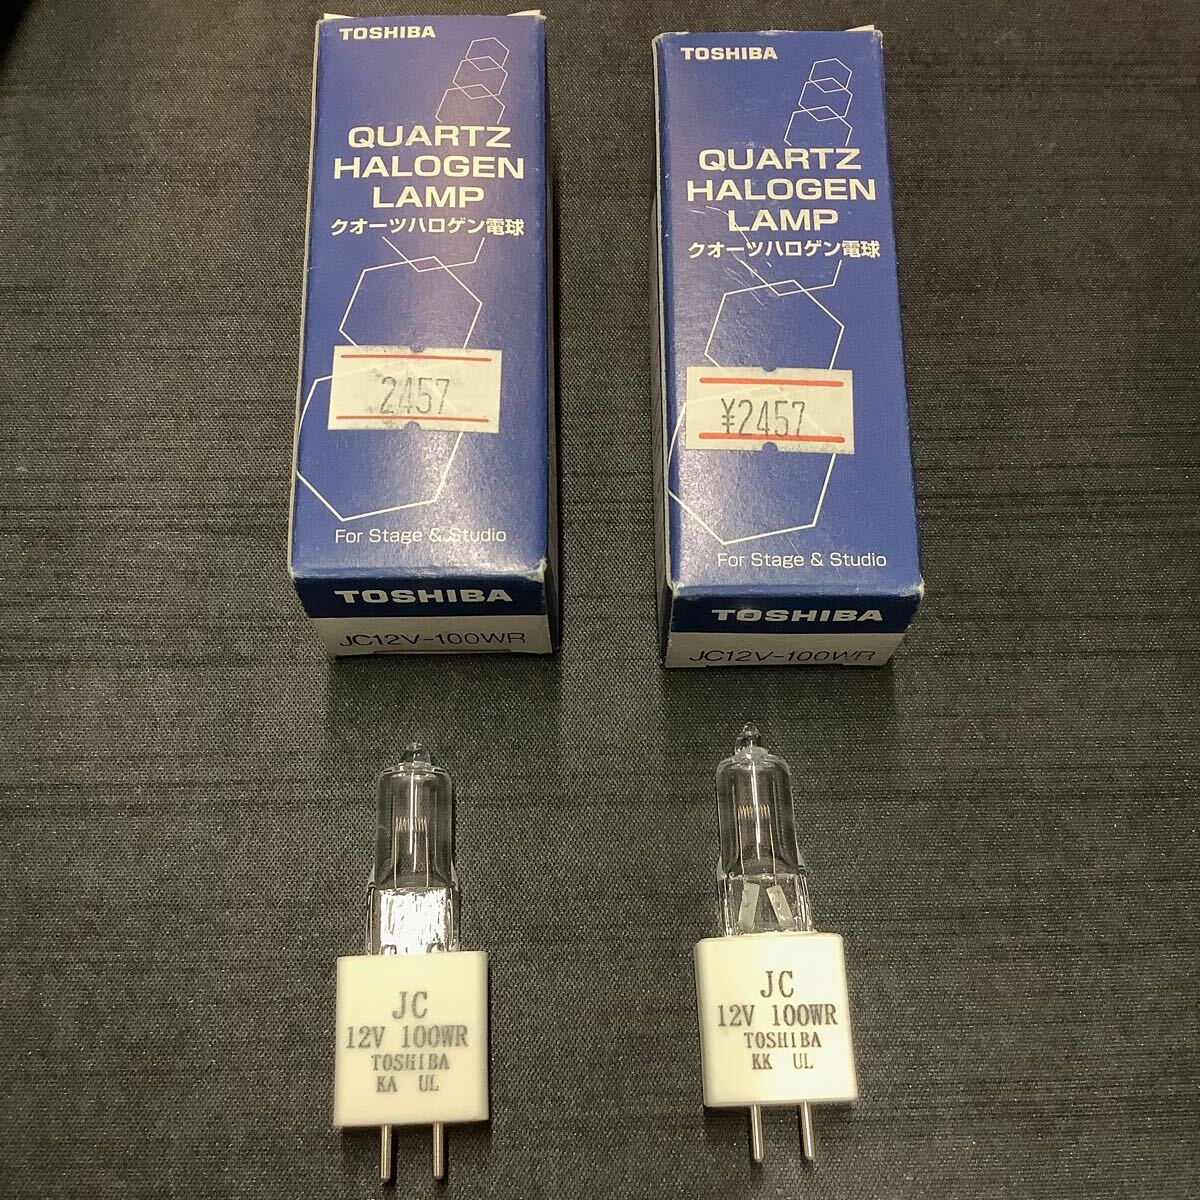 TOSHIBA
QUARTZ
HALOGEN
LAMP
クオーツハロゲン電球
2457
For Stage & Studio
TOSHIBA
JC12V-100WR
TOSHIBA
QUARTZ
HALOGEN
LAMP
クオーツハロゲン電球
¥2457
For Stage & Studio
TOSHIBA
JC12V-100WR
JC
12V 100WR
TOSHIBA
KA UL
JC
12V 100WR
TOSHIBA
KK UL